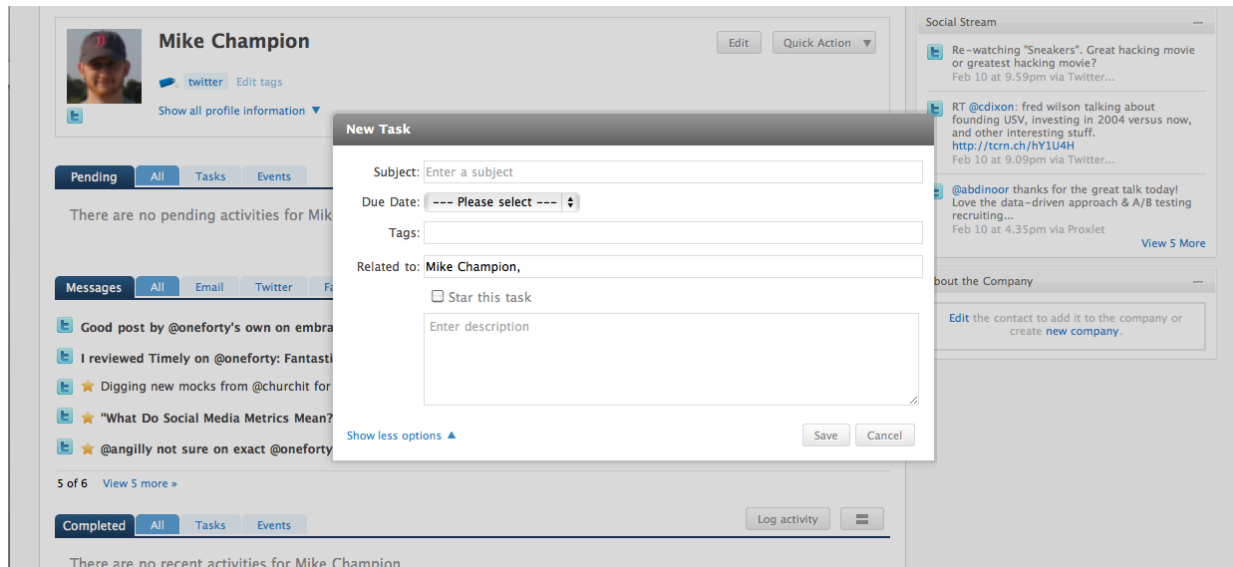 Mike Champion
Edit
Quick Action ▼
twitter Edit tags
Show all profile information ▼
New Task
Subject: Enter a subject
Due Date: --- Please select ---
Tags:
Related to: Mike Champion,
Star this task
Enter description
Show less options ▲
Save
Cancel
Pending
All
Tasks
Events
There are no pending activities for Mik
Messages
All
Email
Twitter
Good post by @oneforty's own on embra
I reviewed Timely on @oneforty: Fantasti
Digging new mocks from @churchit for
"What Do Social Media Metrics Mean?
@angilly not sure on exact @oneforty
5 of 6 View 5 more »
Completed
All
Tasks
Events
Log activity
There are no recent activities for Mike Champion
Social Stream
Re-watching "Sneakers". Great hacking movie
or greatest hacking movie?
Feb 10 at 9.59pm via Twitter...
RT @cdixon: fred wilson talking about
founding USV, investing in 2004 versus now,
and other interesting stuff.
http://tcrn.ch/hY1U4H
Feb 10 at 9.09pm via Twitter...
@abdinoor thanks for the great talk today!
Love the data-driven approach & A/B testing
recruiting...
Feb 10 at 4.35pm via Proxlet
View 5 More
bout the Company
Edit the contact to add it to the company or
create new company.